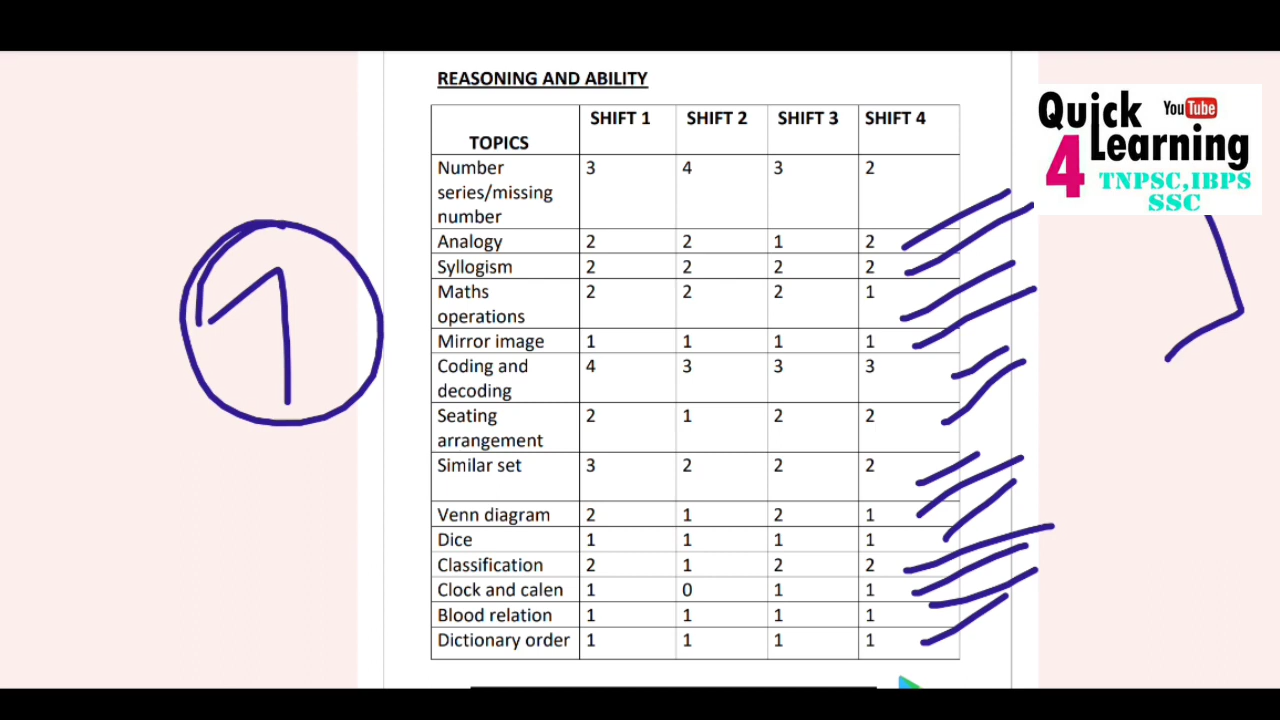 REASONING AND ABILITY
TOPICS SHIFT 1 SHIFT 2 SHIFT 3 SHIFT 4
Number series/missing number 3 4 3 2
Analogy 2 2 1 2
Syllogism 2 2 2 2
Maths operations 2 2 2 1
Mirror image 1 1 1 1
Coding and decoding 4 3 3 3
Seating arrangement 2 1 2 2
Similar set 3 2 2 2
Venn diagram 2 1 2 1
Dice 1 1 1 1
Classification 2 1 2 2
Clock and calen 1 0 1 1
Blood relation 1 1 1 1
Dictionary order 1 1 1 1
1
Quick YouTube
4 Learning
TNPSC,IBPS
SSC